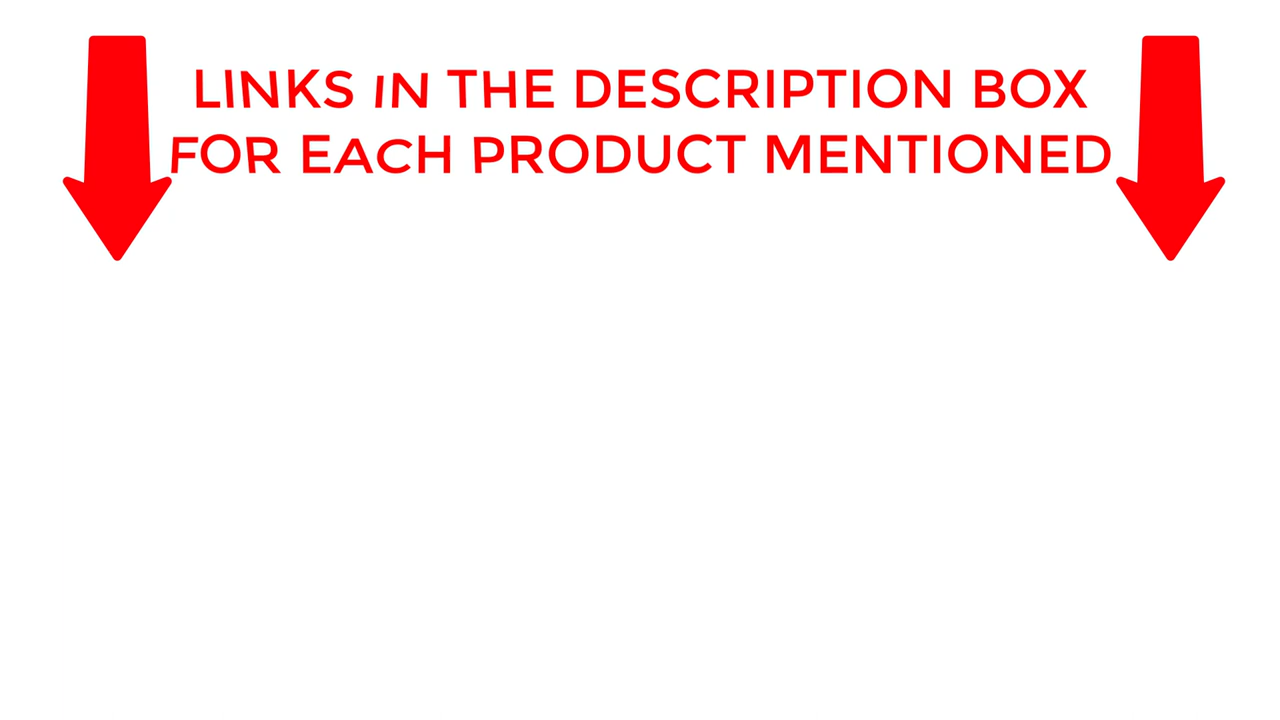 LINKS IN THE DESCRIPTION BOX
FOR EACH PRODUCT MENTIONED